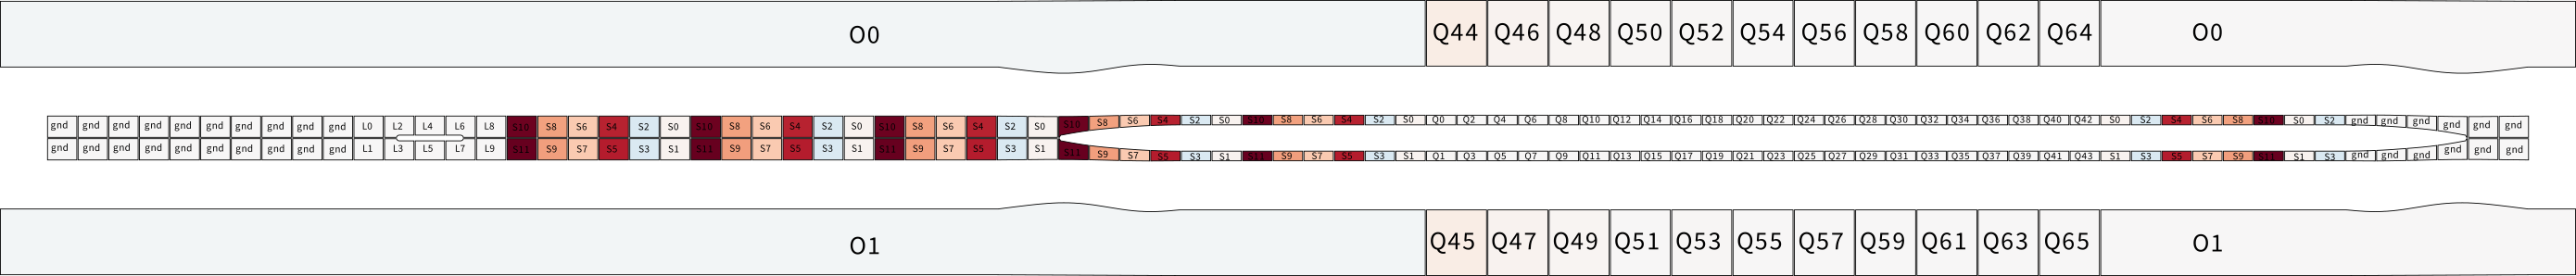 O0 Q44 Q46 Q48 Q50 Q52 Q54 Q56 Q58 Q60 Q62 Q64 O0
gnd gnd gnd gnd gnd gnd gnd gnd gnd gnd L0 L2 L4 L6 L8 S10 S8 S6 S4 S2 S0 S10 S8 S6 S4 S2 S0 S10 S8 S6 S4 S2 S0 S10 S8 S6 S4 S2 S0 S10 S8 S6 S4 S2 S0 Q0 Q2 Q4 Q6 Q8 Q10 Q12 Q14 Q16 Q18 Q20 Q22 Q24 Q26 Q28 Q30 Q32 Q34 Q36 Q38 Q40 Q42 S0 S2 S4 S6 S8 S10 S0 S2 gnd gnd gnd gnd gnd gnd
gnd gnd gnd gnd gnd gnd gnd gnd gnd gnd L1 L3 L5 L7 L9 S11 S9 S7 S5 S3 S1 S11 S9 S7 S5 S3 S1 S11 S9 S7 S5 S3 S1 S11 S9 S7 S5 S3 S1 S11 S9 S7 S5 S3 S1 Q1 Q3 Q5 Q7 Q9 Q11 Q13 Q15 Q17 Q19 Q21 Q23 Q25 Q27 Q29 Q31 Q33 Q35 Q37 Q39 Q41 Q43 S1 S3 S5 S7 S9 S11 S1 S3 gnd gnd gnd gnd gnd gnd
O1 Q45 Q47 Q49 Q51 Q53 Q55 Q57 Q59 Q61 Q63 Q65 O1